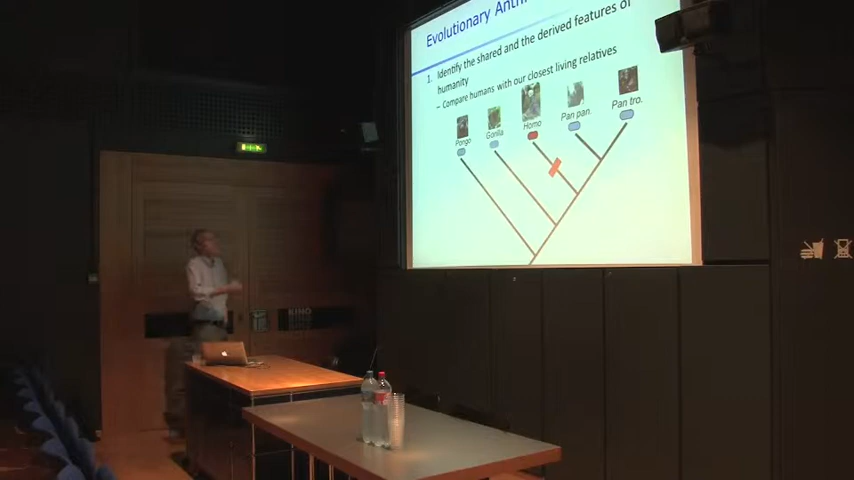 Evolutionary
1. Identify the shared and the derived features of
humanity
– Compare humans with our closest living relatives
Pongo Gorilla Homo Pan pan. Pan tro.
KINO